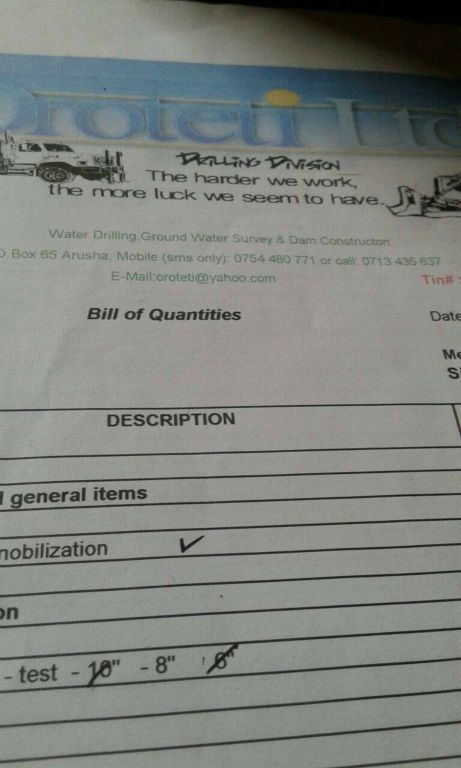 Oroteti Ltd
DRILLING DIVISION
The harder we work,
the more luck we seem to have.
Water Drilling,Ground Water Survey & Dam Constructon
O.Box 65 Arusha, Mobile (sms only): 0754 480 771 or call: 0713 435 637
E-Mail:oroteti@yahoo.com
Tin#
Bill of Quantities
Date
Me
S
DESCRIPTION
general items
mobilization ✓
on
- test - 10" - 8" 6"